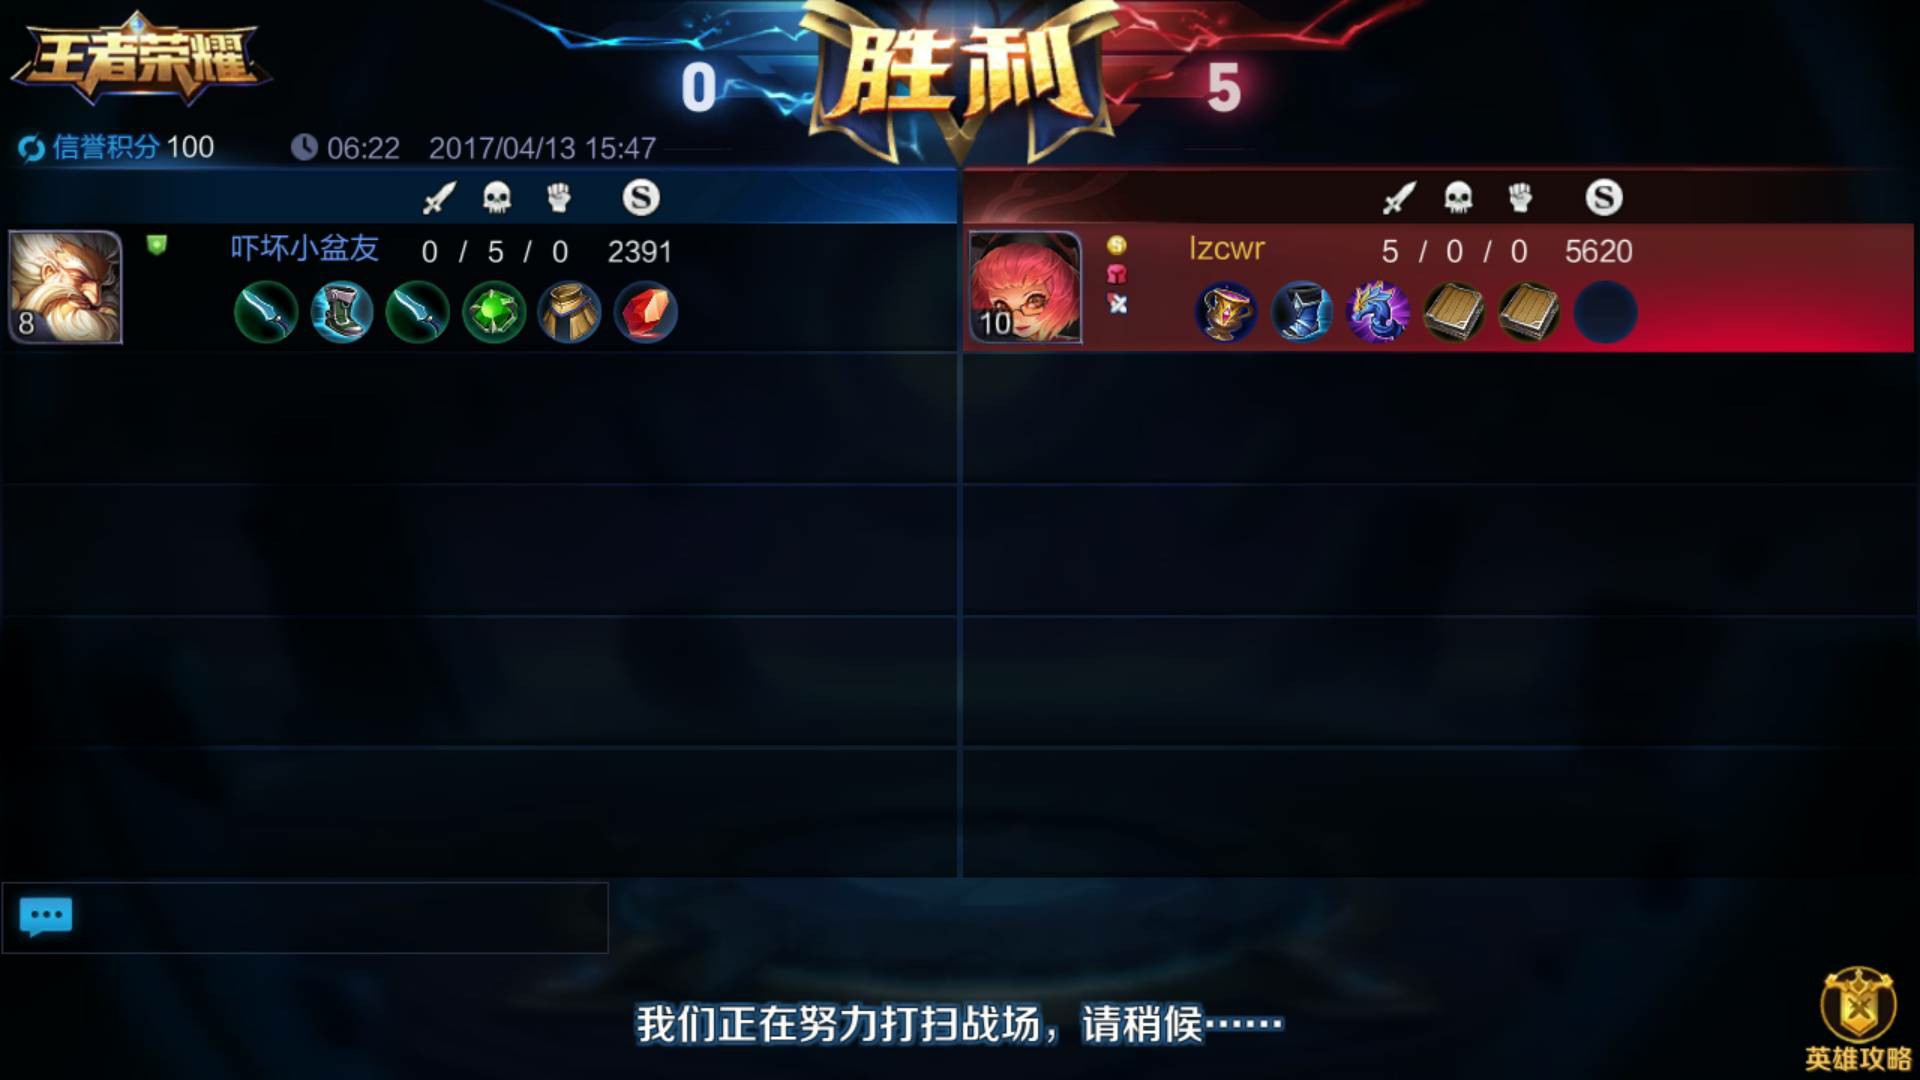 王者荣耀
0 胜利 5
信誉积分 100 06:22 2017/04/13 15:47
S S
吓坏小盆友 0 / 5 / 0 2391
8
lzcwr 5 / 0 / 0 5620
10
我们正在努力打扫战场，请稍候……
英雄攻略